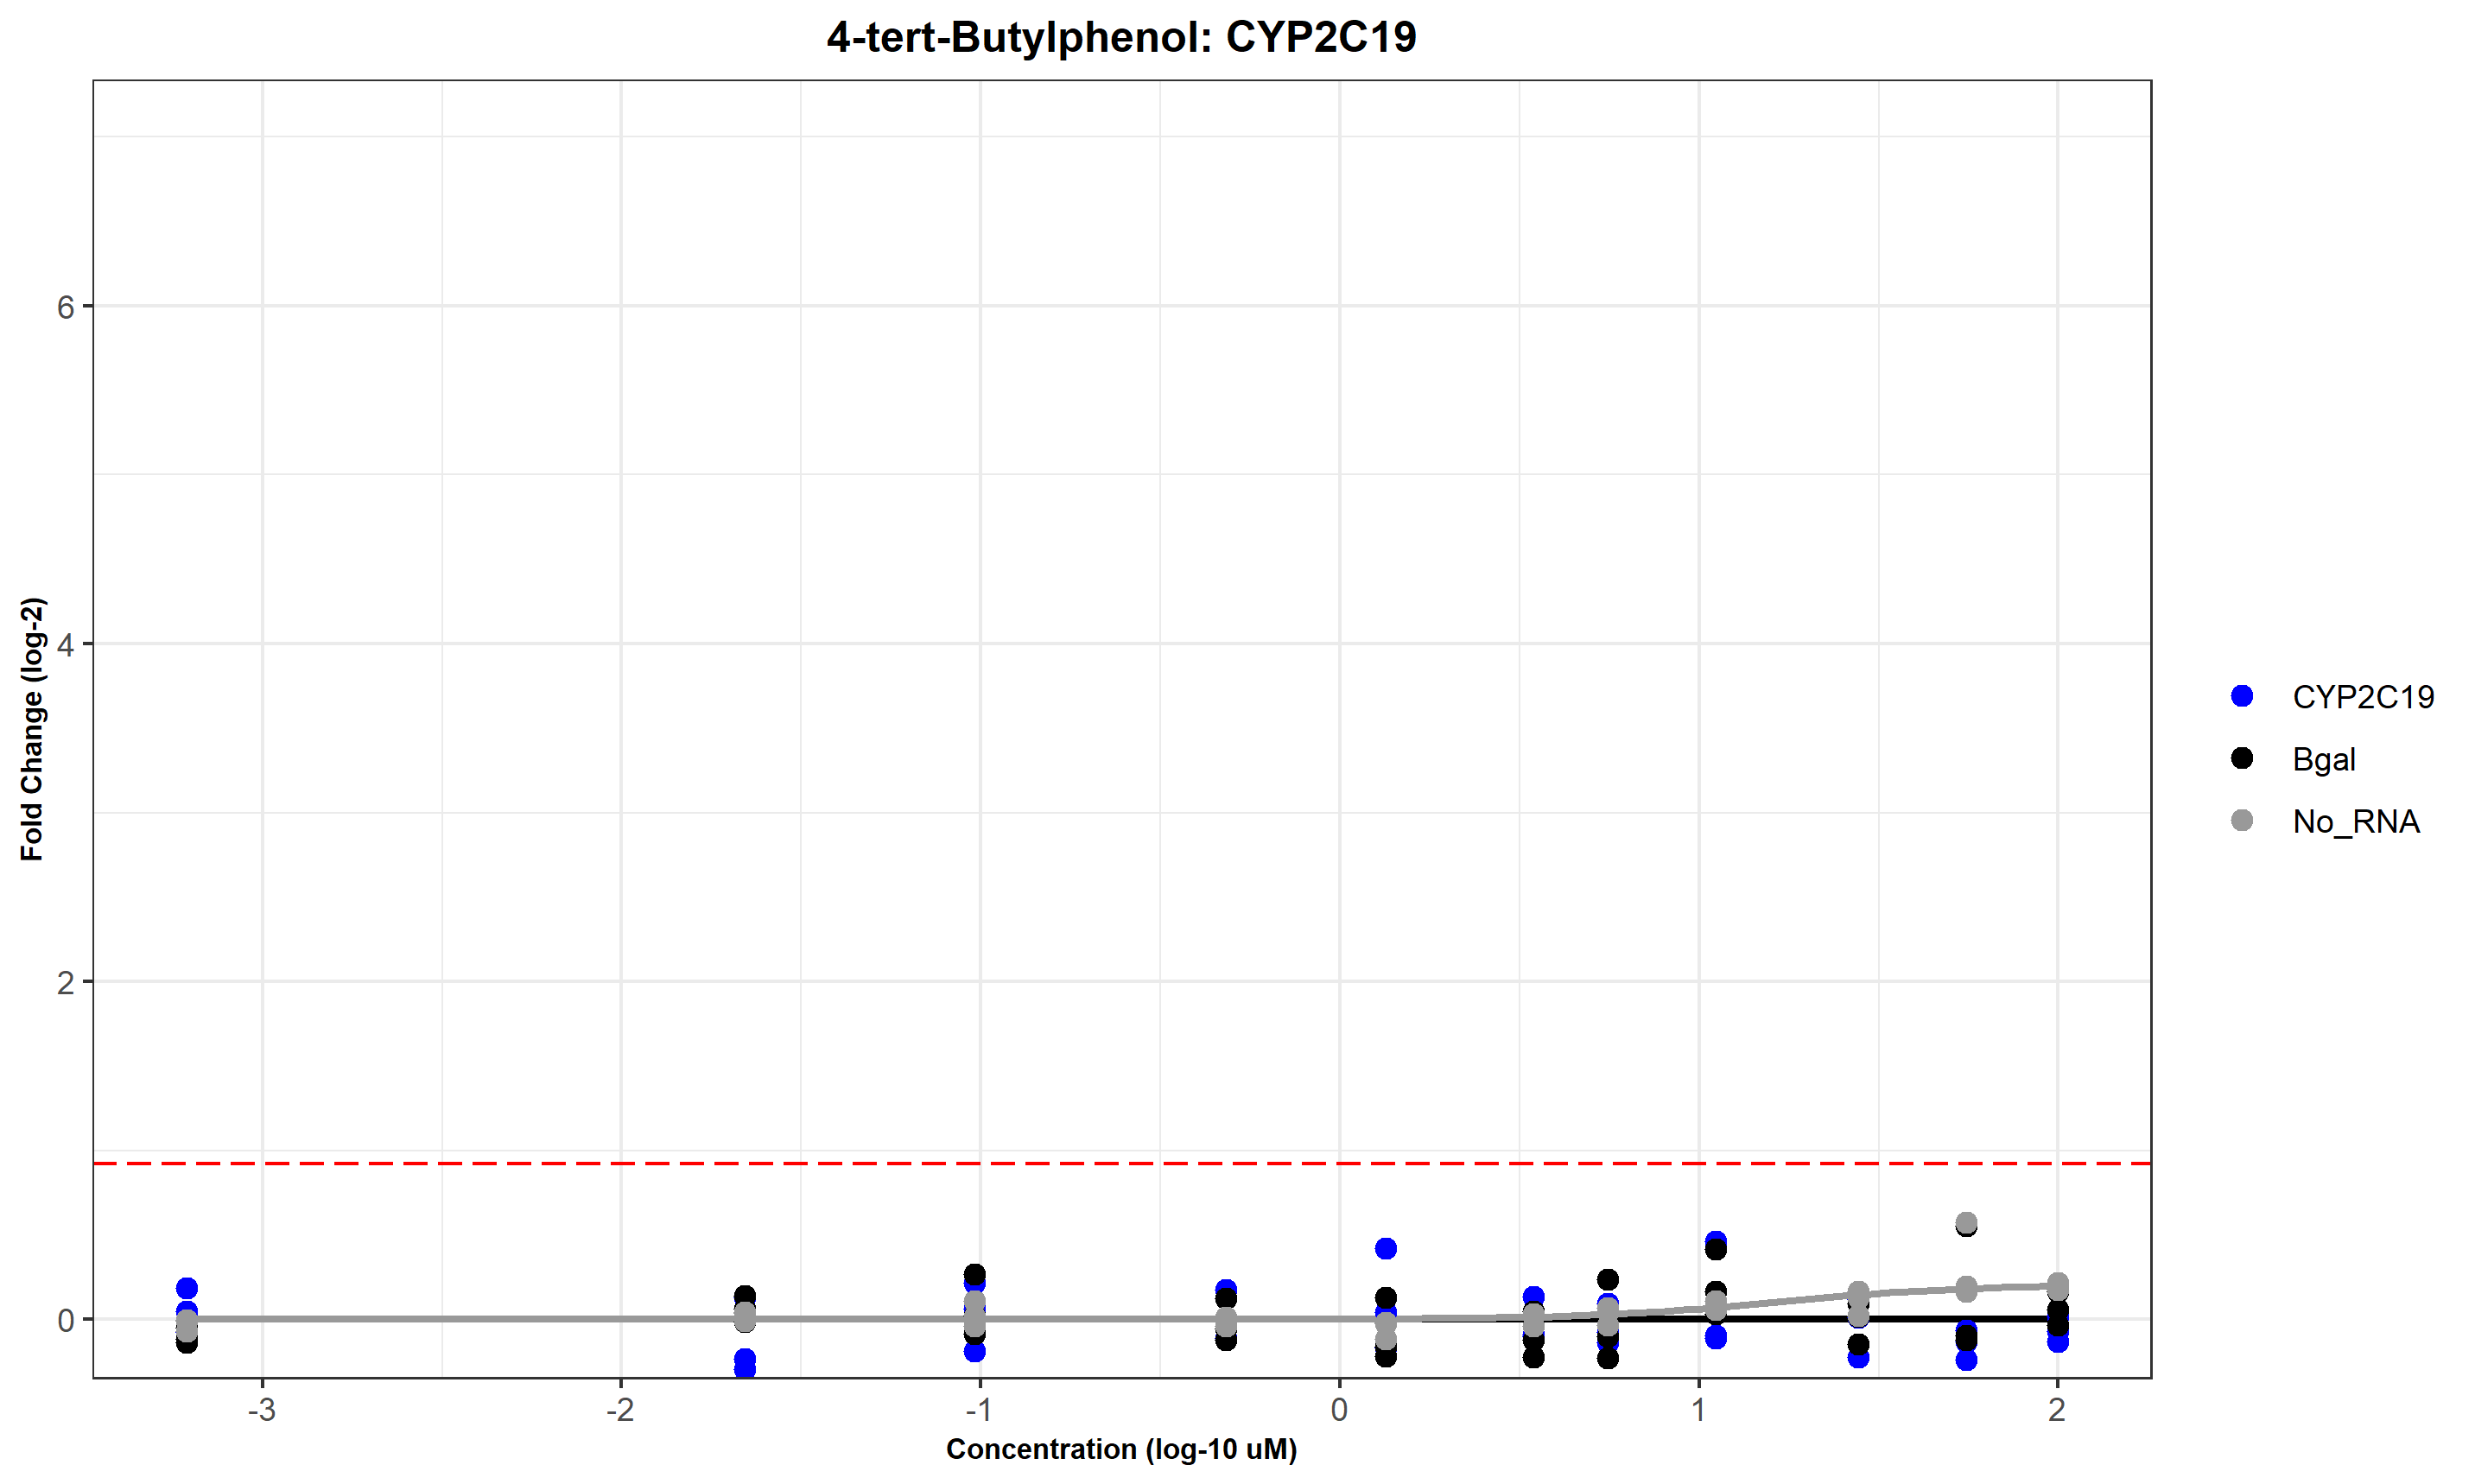 4-tert-Butylphenol: CYP2C19
Fold Change (log-2)
6
4
2
0
-3
-2
-1
0
1
2
Concentration (log-10 uM)
CYP2C19
Bgal
No_RNA